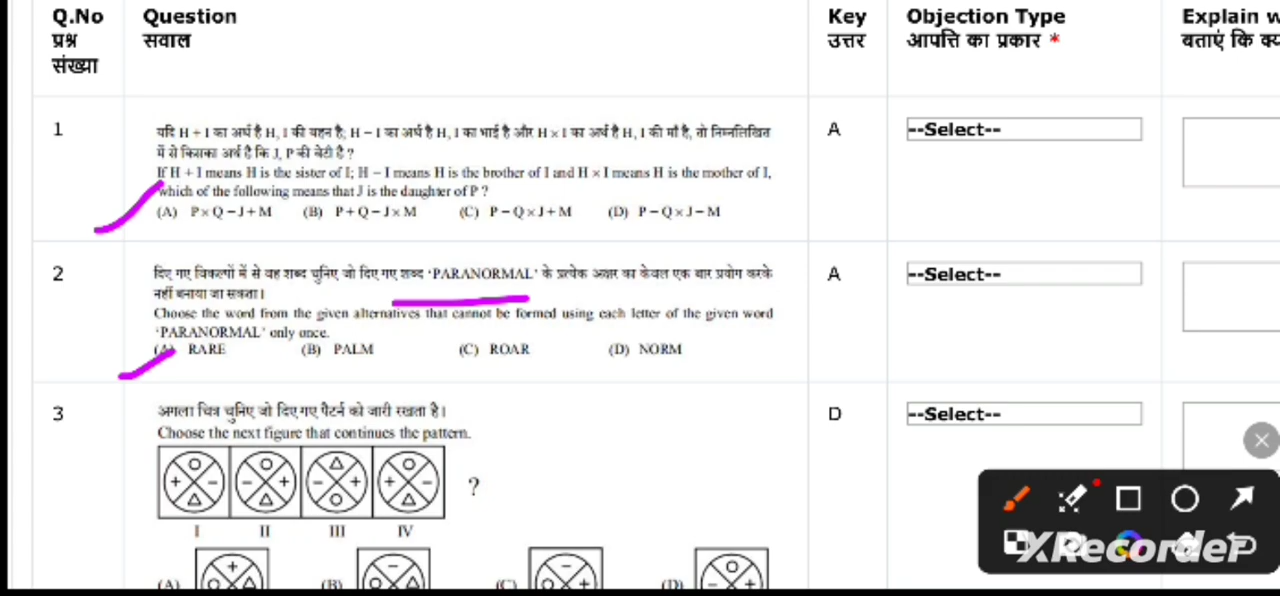 Q.No
प्रश्न
संख्या
Question
सवाल
Key
उत्तर
Objection Type
आपत्ति का प्रकार *
Explain w
बताएं कि क्य
1
यदि H + I का अर्थ है H, I की बहन है; H – I का अर्थ है H, I का भाई है और H × I का अर्थ है H, I की माँ है, तो निम्नलिखित
में से किसका अर्थ है कि J, P की बेटी है ?
If H + I means H is the sister of I; H – I means H is the brother of I and H × I means H is the mother of I,
which of the following means that J is the daughter of P ?
(A) P × Q – J + M (B) P + Q – J × M (C) P – Q × J + M (D) P – Q × J – M
A
--Select--
2
दिए गए विकल्पों में से वह शब्द चुनिए जो दिए गए शब्द 'PARANORMAL' के प्रत्येक अक्षर का केवल एक बार प्रयोग करके
नहीं बनाया जा सकता।
Choose the word from the given alternatives that cannot be formed using each letter of the given word
'PARANORMAL' only once.
(A) RARE (B) PALM (C) ROAR (D) NORM
A
--Select--
3
अगला चित्र चुनिए जो दिए गए पैटर्न को जारी रखता है।
Choose the next figure that continues the pattern.
?
I II III IV
(A) (B) (C) (D)
D
--Select--
XRecorder